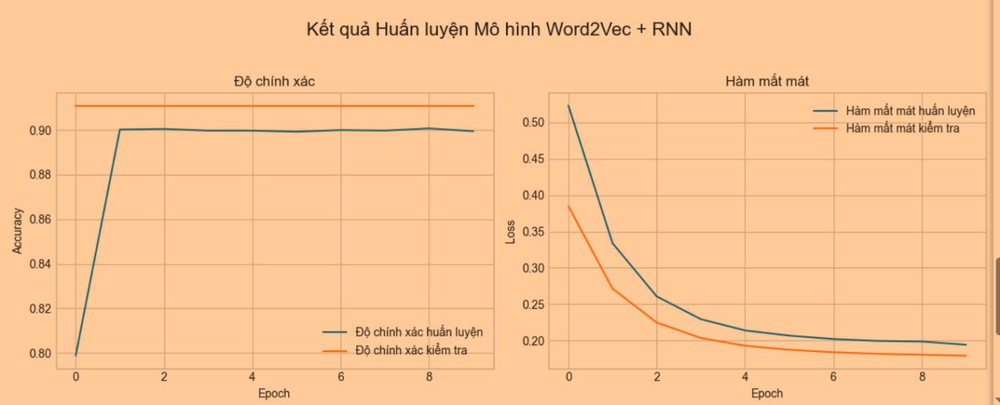 Kết quả Huấn luyện Mô hình Word2Vec + RNN
Độ chính xác
0.90
0.88
0.86
0.84
0.82
0.80
Accuracy
Độ chính xác huấn luyện
Độ chính xác kiểm tra
0 2 4 6 8
Epoch
Hàm mất mát
0.50
0.45
0.40
0.35
0.30
0.25
0.20
Loss
Hàm mất mát huấn luyện
Hàm mất mát kiểm tra
0 2 4 6 8
Epoch